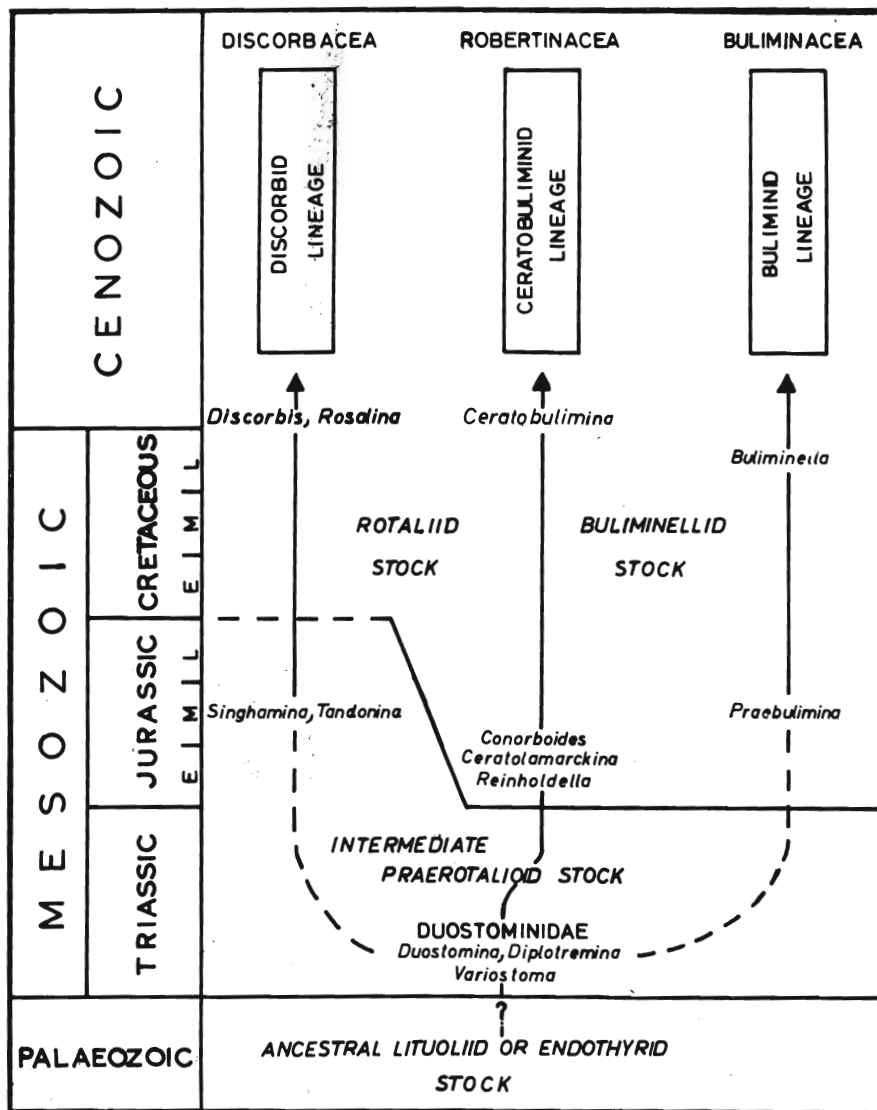 DISCORBACEA
ROBERTINACEA
BULIMINACEA
DISCORBID
LINEAGE
CERATOBULIMINID
LINEAGE
BULIMINID
LINEAGE
CENOZOIC
Discorbis, Rosalina
Ceratobulimina
Buliminella
MESOZOIC
CRETACEOUS
E M L
ROTALIID
STOCK
BULIMINELLID
STOCK
JURASSIC
E M L
Singhamina, Tandonina
Praebulimina
Conorboides
Ceratolamarckina
Reinholdella
TRIASSIC
INTERMEDIATE
PRAEROTALIOID STOCK
DUOSTOMINIDAE
Duostomina, Diplotremina
Variostoma
PALAEOZOIC
?
ANCESTRAL LITUOLIID OR ENDOTHYRID
STOCK